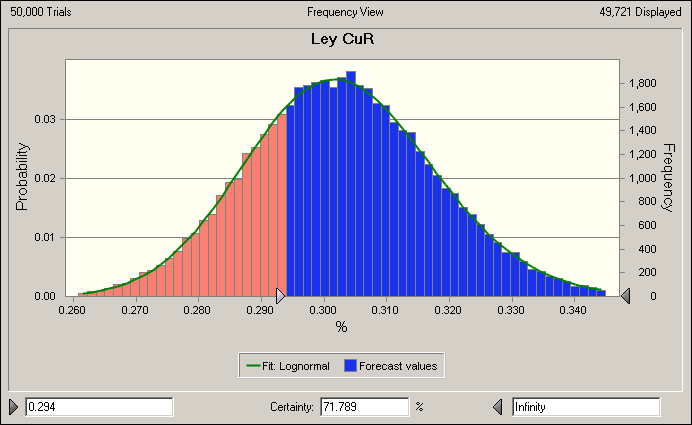 50,000 Trials
Frequency View
49,721 Displayed
Ley CuR
Probability
0.03
0.02
0.01
0.00
1,800
1,600
1,400
1,200
1,000
800
600
400
200
0
Frequency
0.260
0.270
0.280
0.290
0.300
0.310
0.320
0.330
0.340
%
Fit: Lognormal
Forecast values
0.294
Certainty:
71.789
%
Infinity